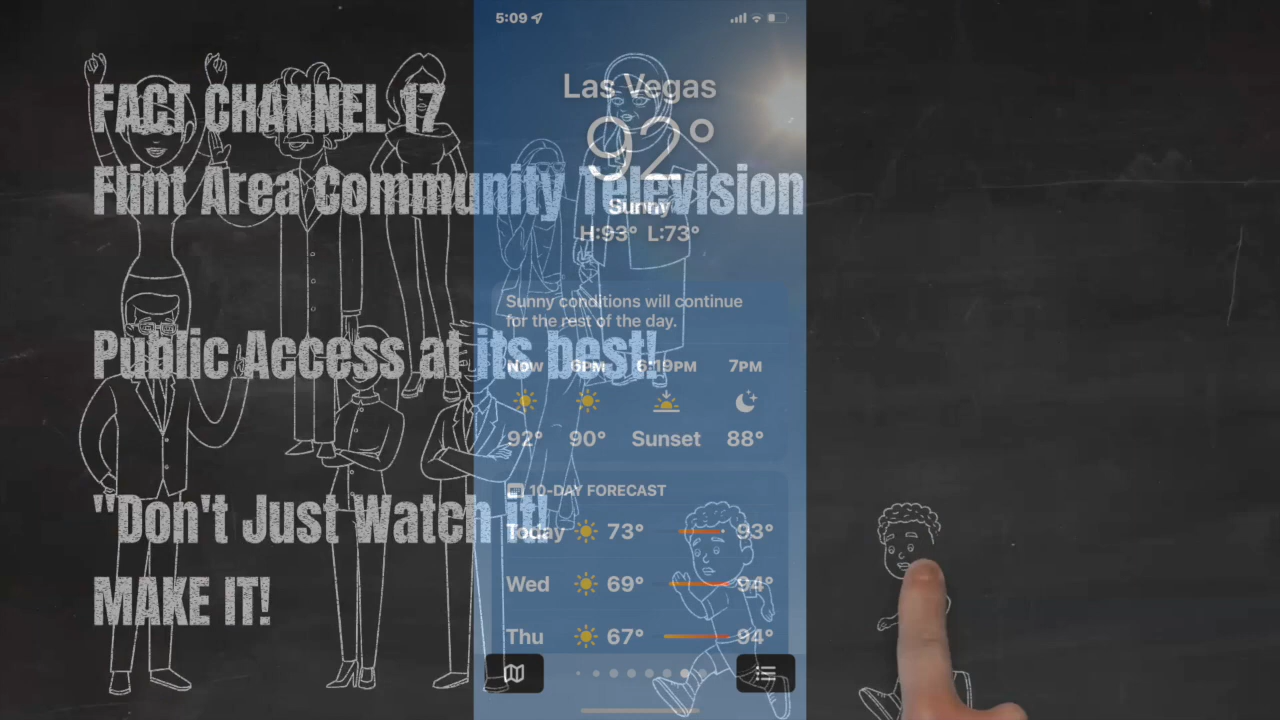 5:09
FACT CHANNEL 17
Flint Area Community Television
Public Access at its best!
"Don't Just Watch it!
MAKE IT!
Las Vegas
92°
Sunny
H:93° L:73°
Sunny conditions will continue
for the rest of the day.
Now 6PM 6:19PM 7PM
92° 90° Sunset 88°
10-DAY FORECAST
Today 73° 93°
Wed 69° 94°
Thu 67° 94°